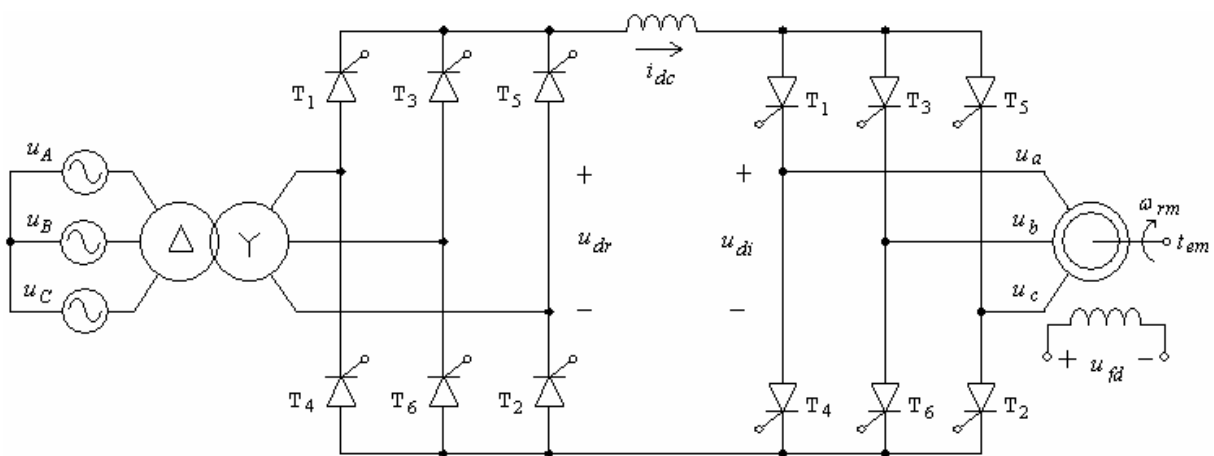 T1 T3 T5
i_dc
T1 T3 T5
u_A
u_B
u_C
Δ Y
+
u_dr
−
+
u_di
−
u_a
u_b
u_c
ω_rm
t_em
+ u_fd −
T4 T6 T2
T4 T6 T2